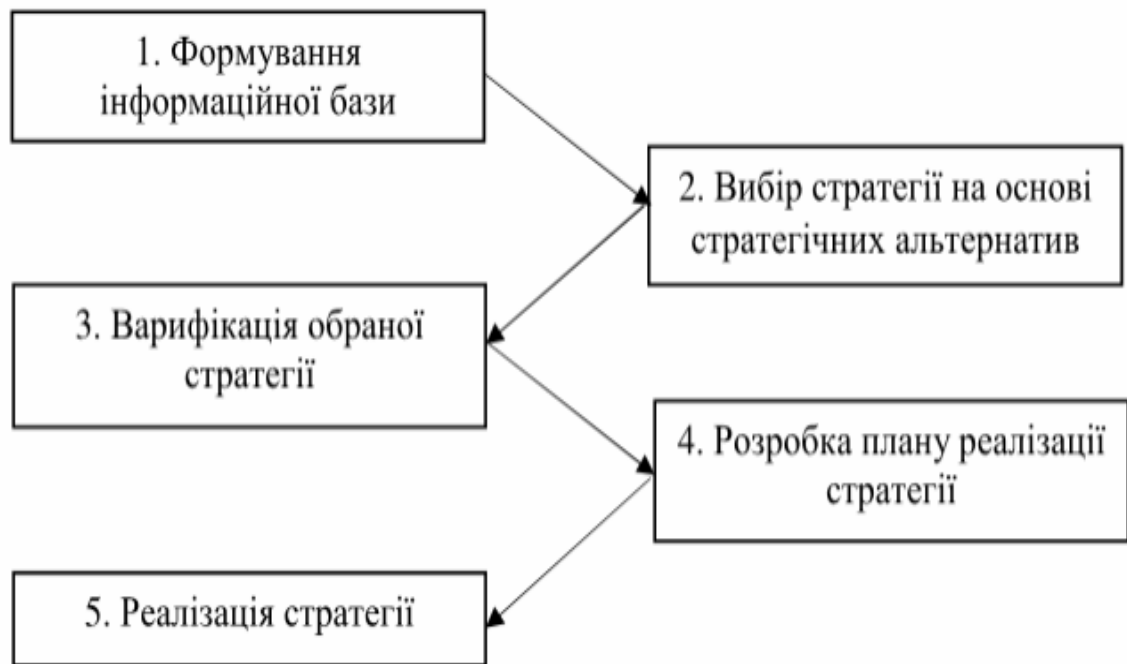 1. Формування
інформаційної бази
2. Вибір стратегії на основі
стратегічних альтернатив
3. Варифікація обраної
стратегії
4. Розробка плану реалізації
стратегії
5. Реалізація стратегії